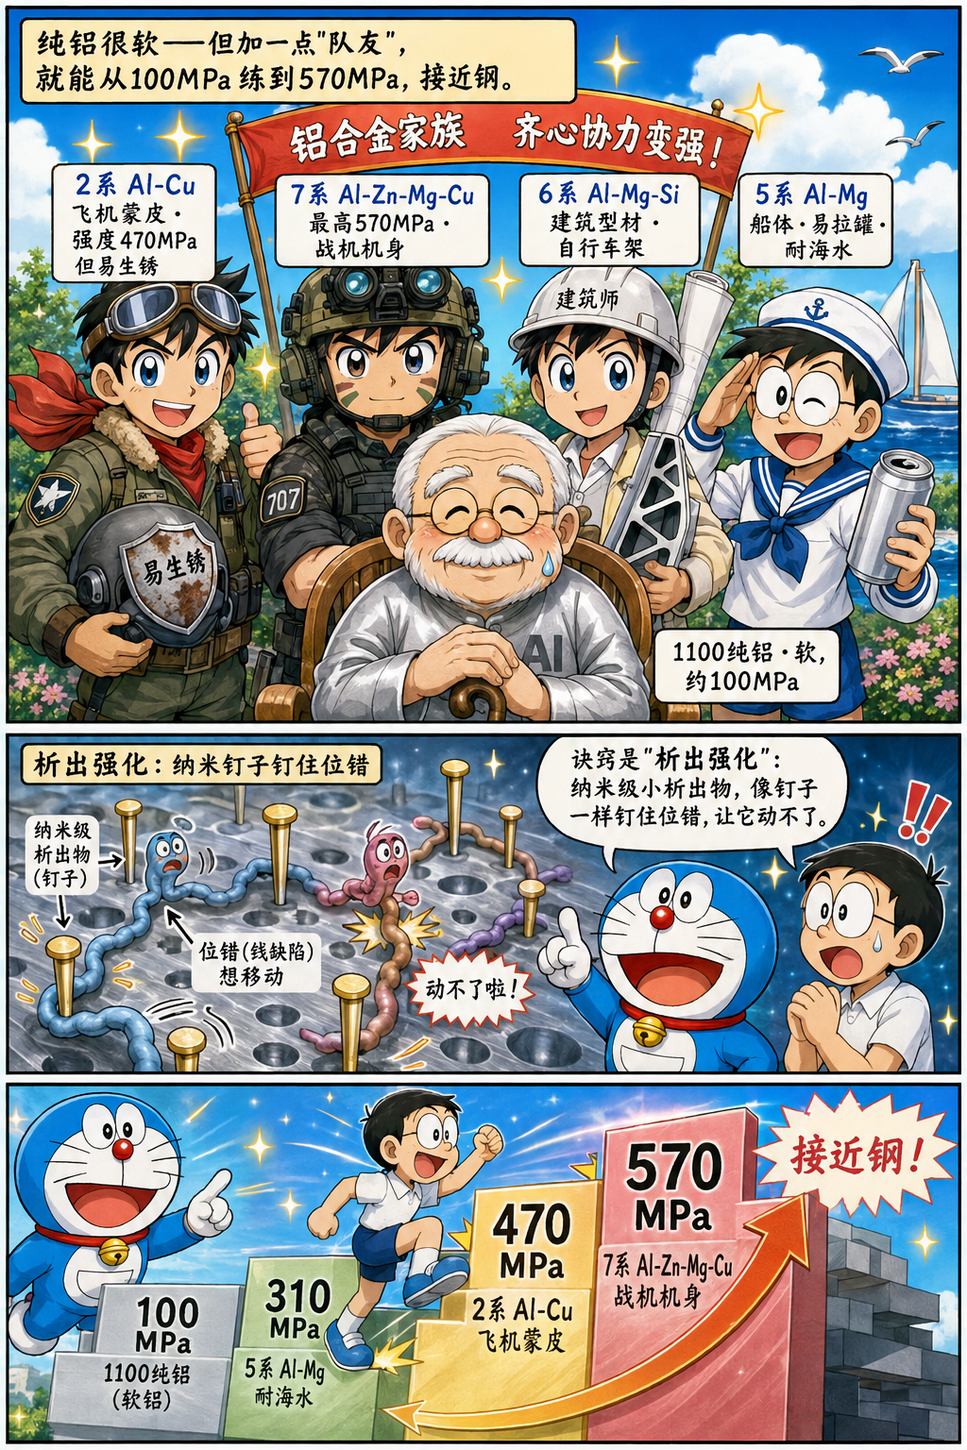 纯铝很软——但加一点"队友",
就能从100MPa练到570MPa,接近钢。
铝合金家族 齐心协力变强!
2系 Al-Cu
飞机蒙皮·
强度470MPa
但易生锈
7系 Al-Zn-Mg-Cu
最高570MPa·
战机机身
6系 Al-Mg-Si
建筑型材·
自行车架
5系 Al-Mg
船体·易拉罐·
耐海水
建筑师
707
易生锈
Al
1100纯铝·软,
约100MPa
析出强化:纳米钉子钉住位错
纳米级
析出物
(钉子)
位错(钱缺陷)
想移动
动不了啦!
诀窍是"析出强化":
纳米级小析出物,像钉子
一样钉住位错,让它动不了。
!!
100
MPa
1100纯铝
(软铝)
310
MPa
5系 Al-Mg
耐海水
470
MPa
2系 Al-Cu
飞机蒙皮
570
MPa
7系 Al-Zn-Mg-Cu
战机机身
接近钢!